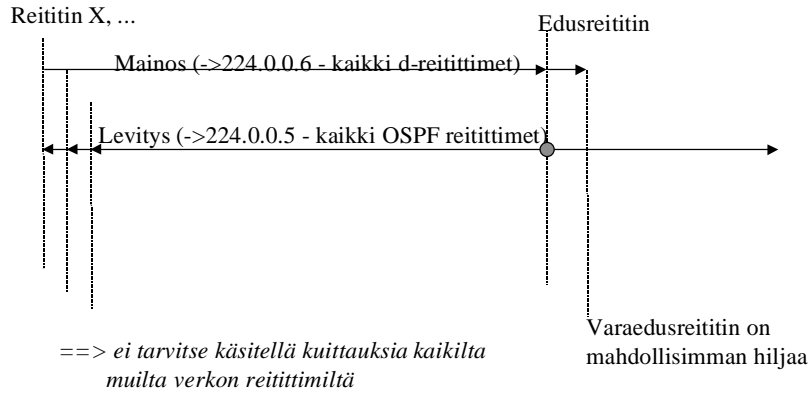 Reititin X, ...
Edusreititin
Mainos (->224.0.0.6 - kaikki d-reitittimet)
Levitys (->224.0.0.5 - kaikki OSPF reitittimet)
Varaedusreititin on
mahdollisimman hiljaa
==> ei tarvitse käsitellä kuittauksia kaikilta
muilta verkon reitittimiltä